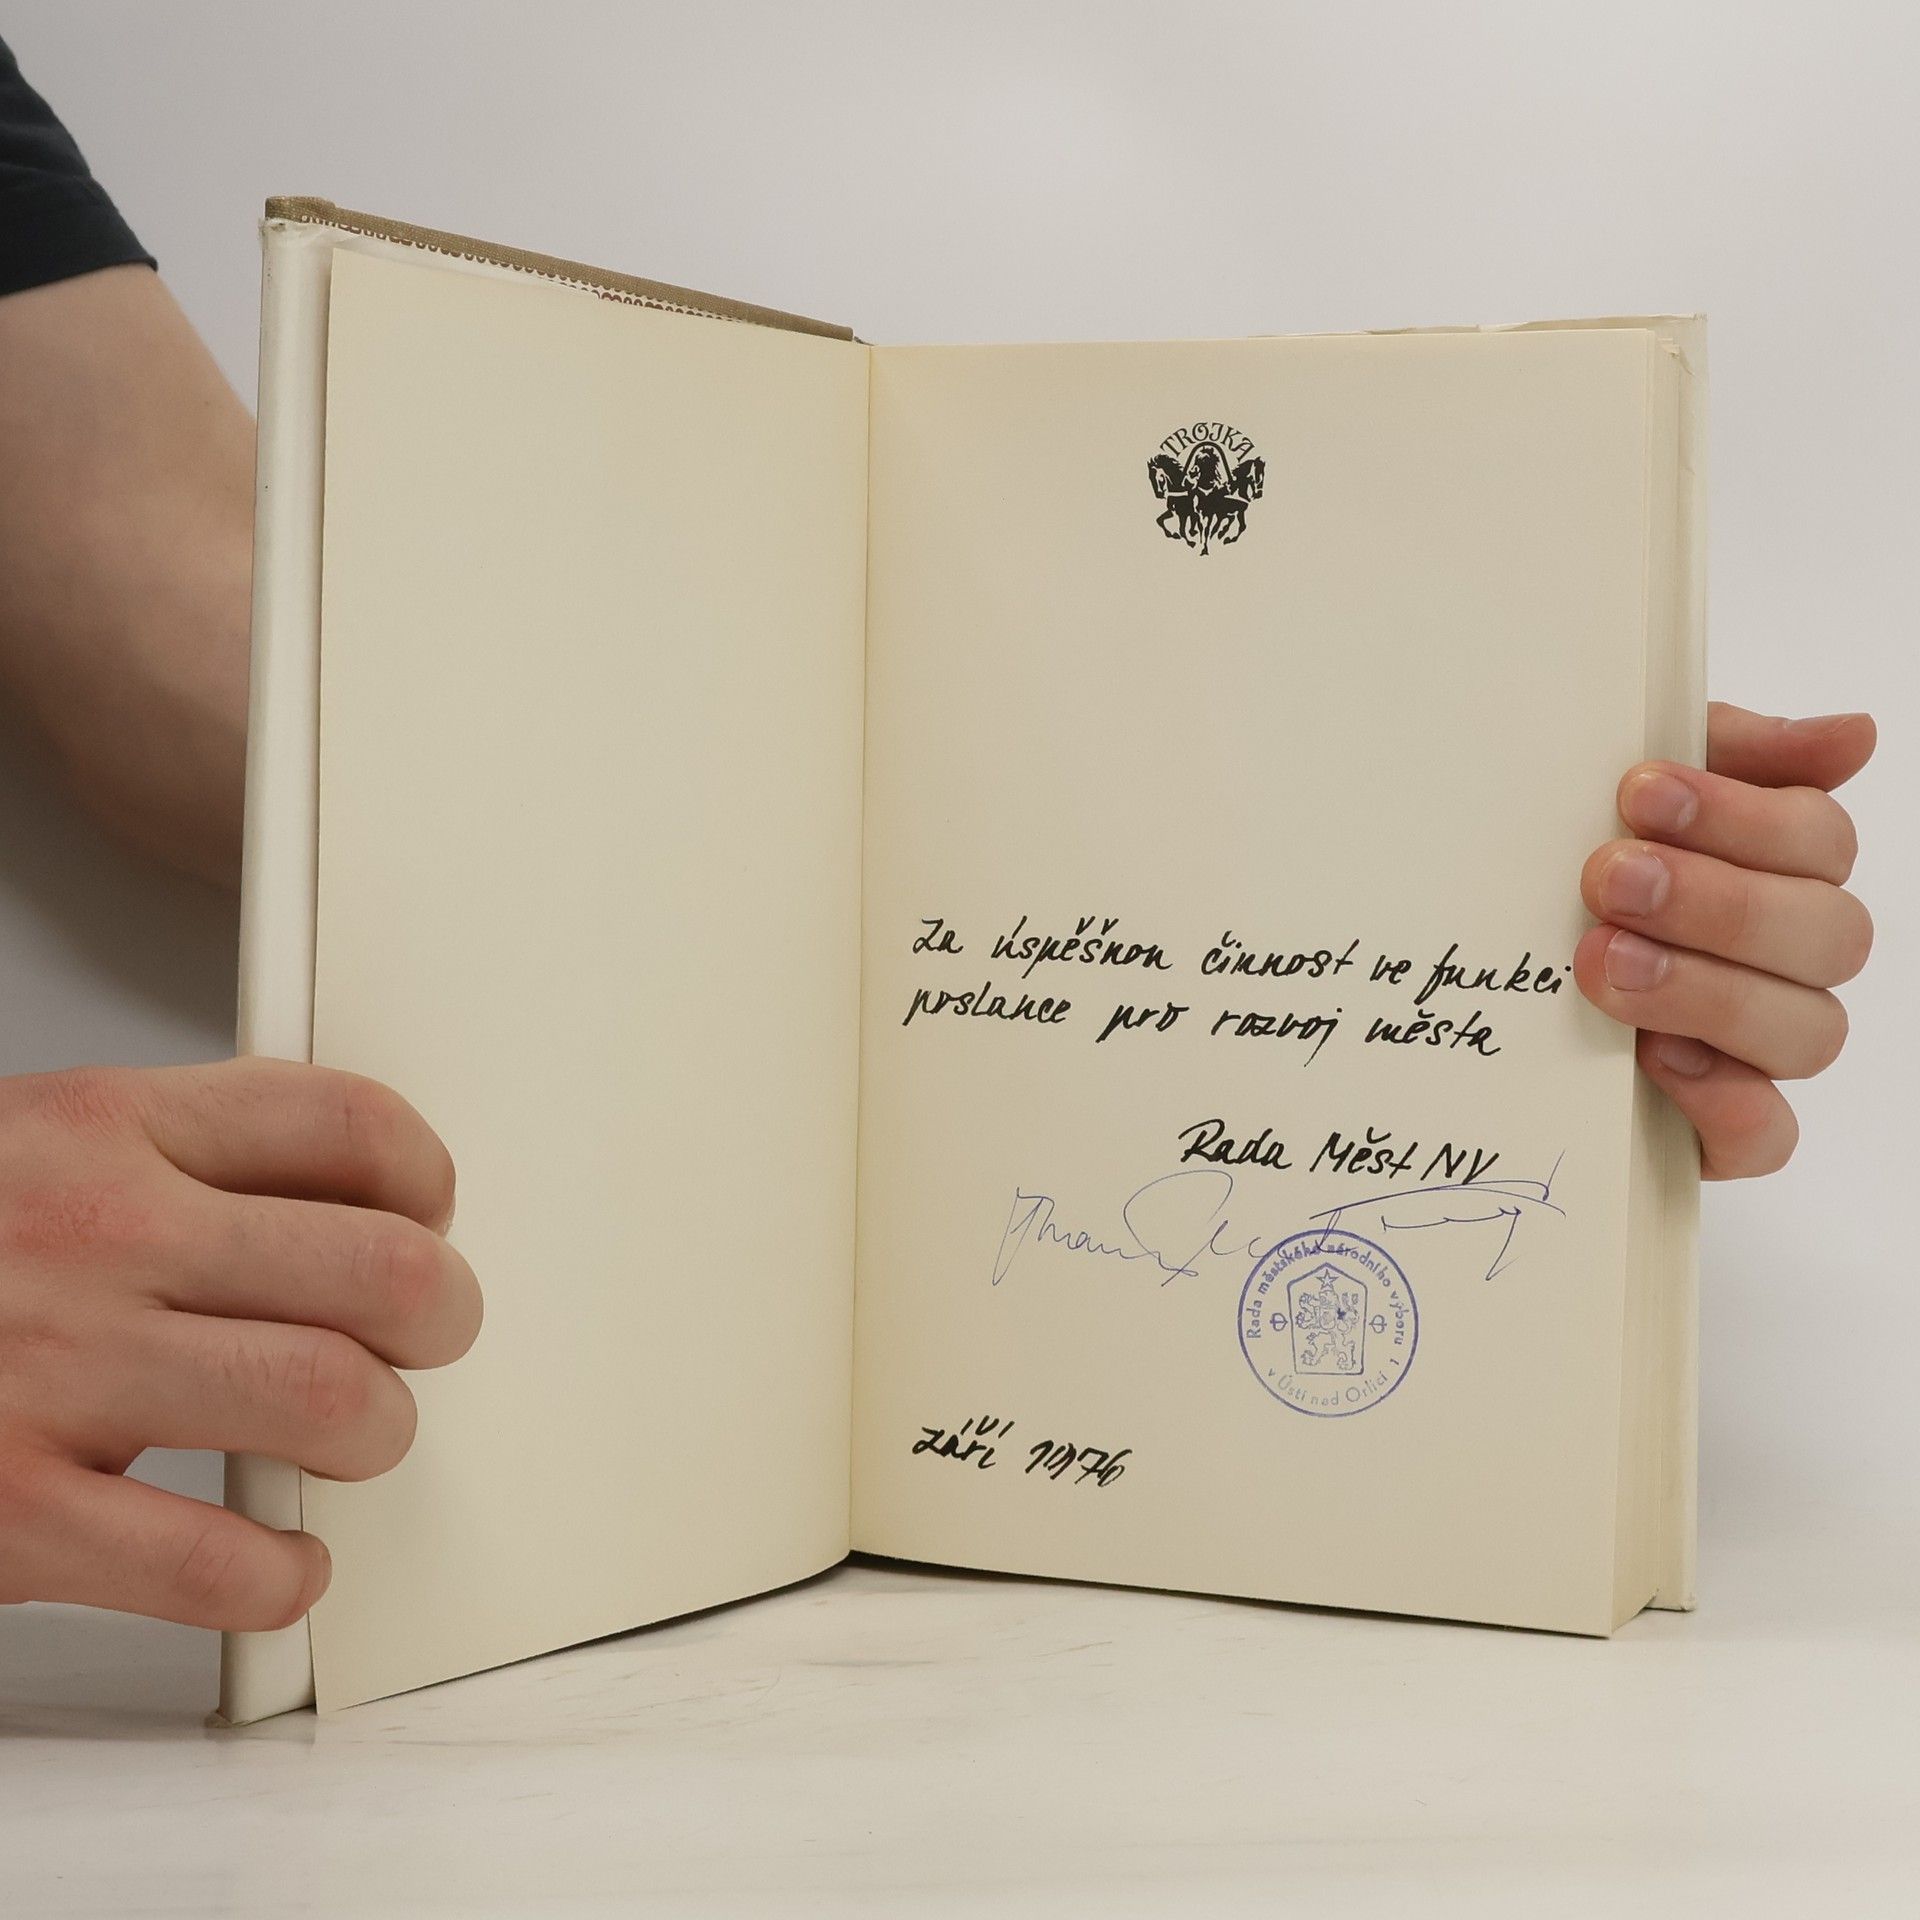 TROJKA
Za úspěšnou činnost ve funkci
poslance pro rozvoj města
Rada Měst NV
Rada městského národního výboru
v Ústí nad Orlicí
1
září 1976